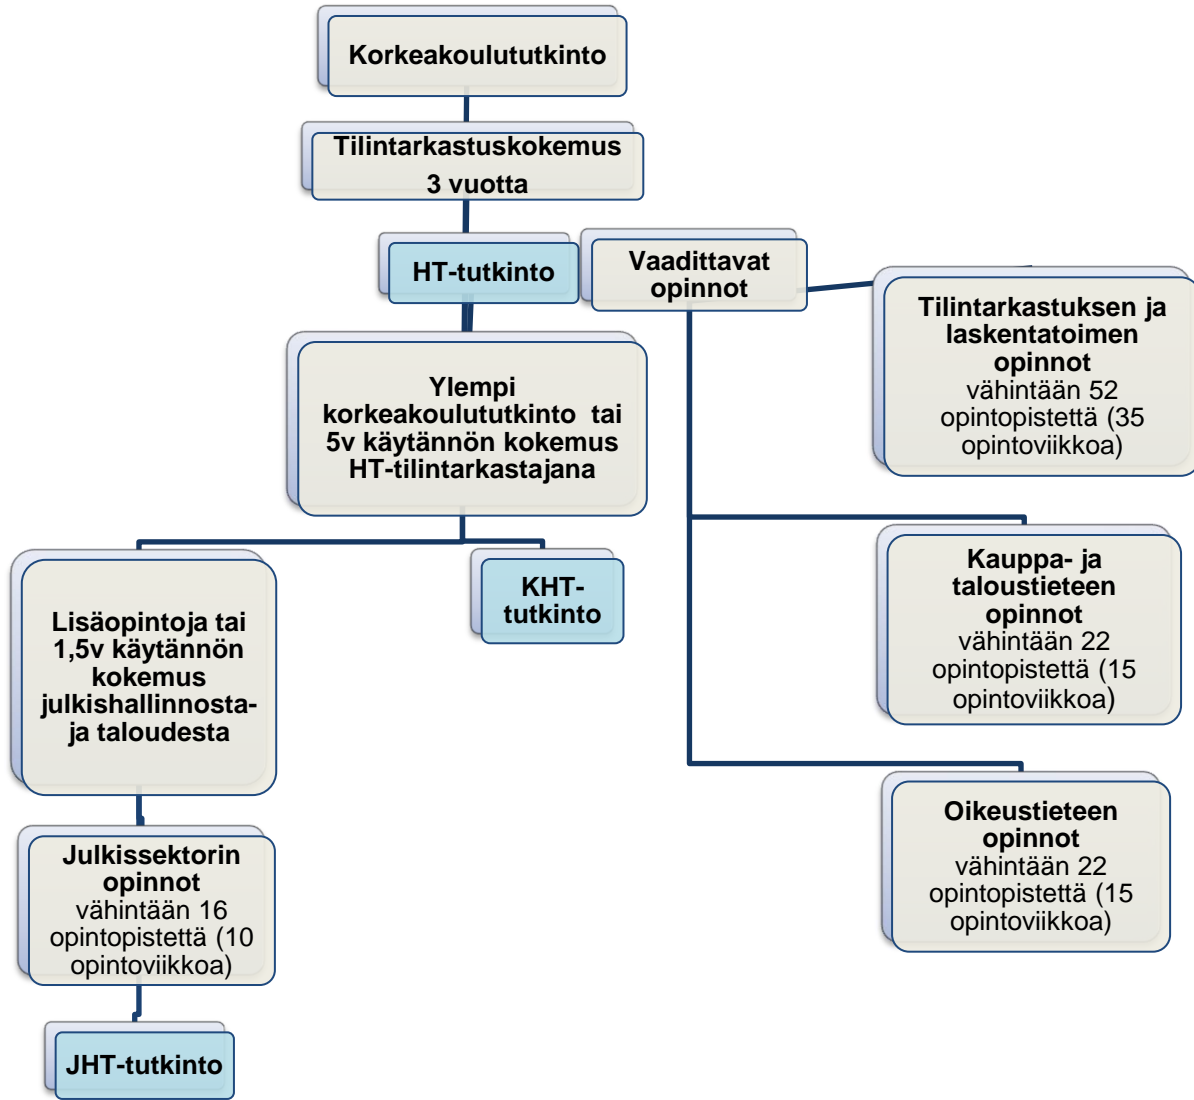 Korkeakoulututkinto
Tilintarkastuskokemus
3 vuotta
HT-tutkinto
Vaadittavat
opinnot
Tilintarkastuksen ja
laskentatoimen
opinnot
vähintään 52
opintopistettä (35
opintoviikkoa)
Ylempi
korkeakoulututkinto tai
5v käytännön kokemus
HT-tilintarkastajana
Kauppa- ja
taloustieteen
opinnot
vähintään 22
opintopistettä (15
opintoviikkoa)
KHT-
tutkinto
Lisäopintoja tai
1,5v käytännön
kokemus
julkishallinnosta-
ja taloudesta
Oikeustieteen
opinnot
vähintään 22
opintopistettä (15
opintoviikkoa)
Julkissektorin
opinnot
vähintään 16
opintopistettä (10
opintoviikkoa)
JHT-tutkinto